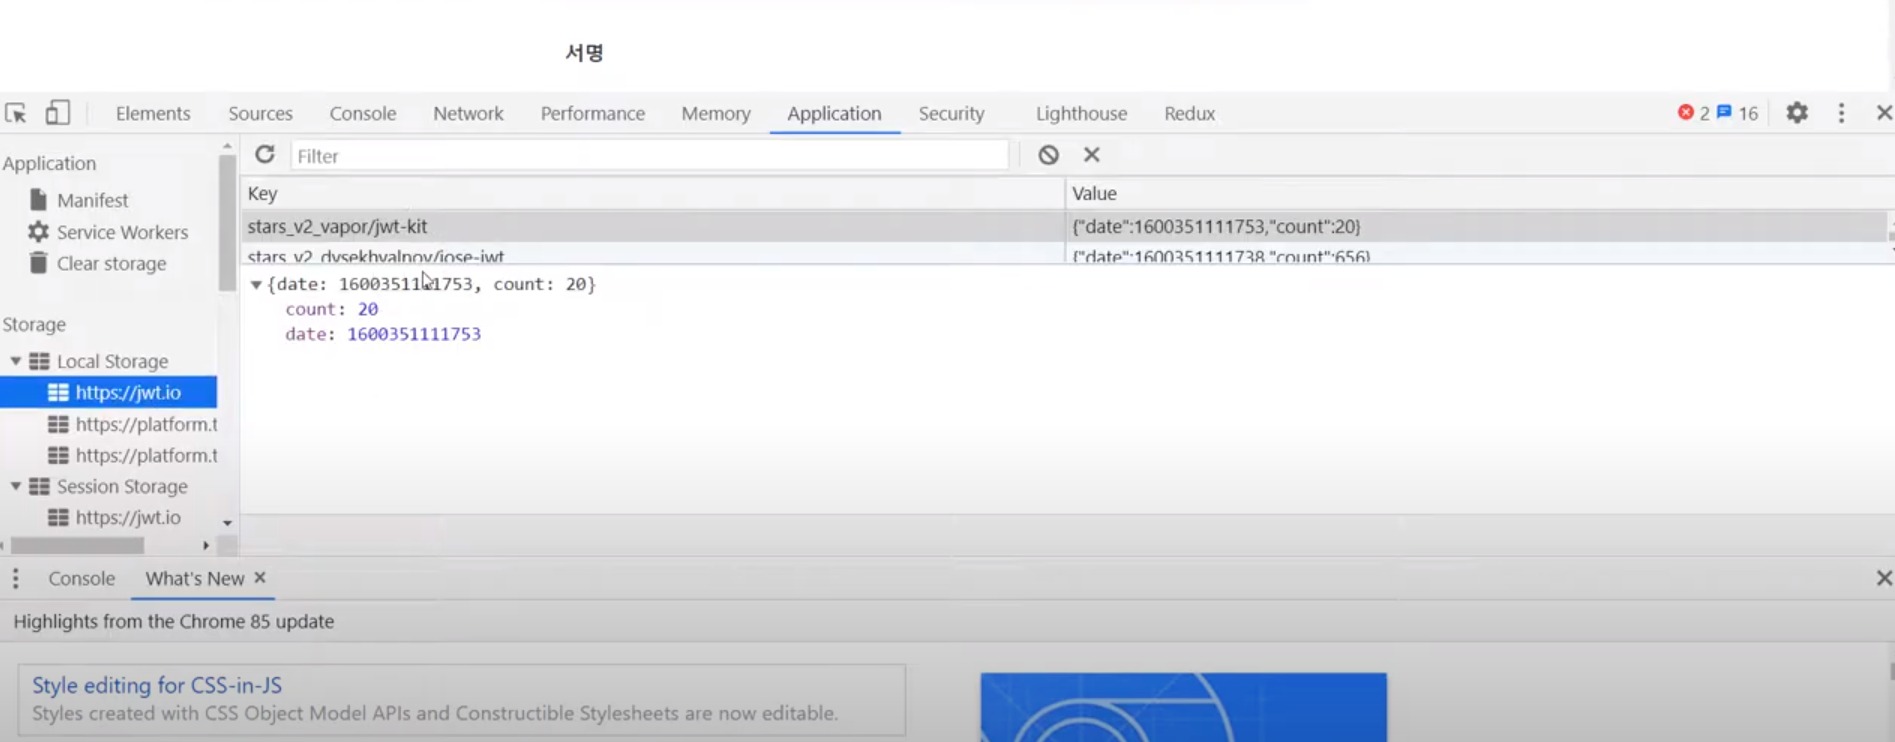 서명
Elements Sources Console Network Performance Memory Application Security Lighthouse Redux 2 16
Application
Manifest
Service Workers
Clear storage
Storage
Local Storage
https://jwt.io
https://platform.t
https://platform.t
Session Storage
https://jwt.io
Filter
Key Value
stars_v2_vapor/jwt-kit {"date":1600351111753,"count":20}
stars_v2_dvsekhvalnov/jose-jwt {"date":1600351111738,"count":656}
{date: 1600351111753, count: 20}
count: 20
date: 1600351111753
Console What's New
Highlights from the Chrome 85 update
Style editing for CSS-in-JS
Styles created with CSS Object Model APIs and Constructible Stylesheets are now editable.